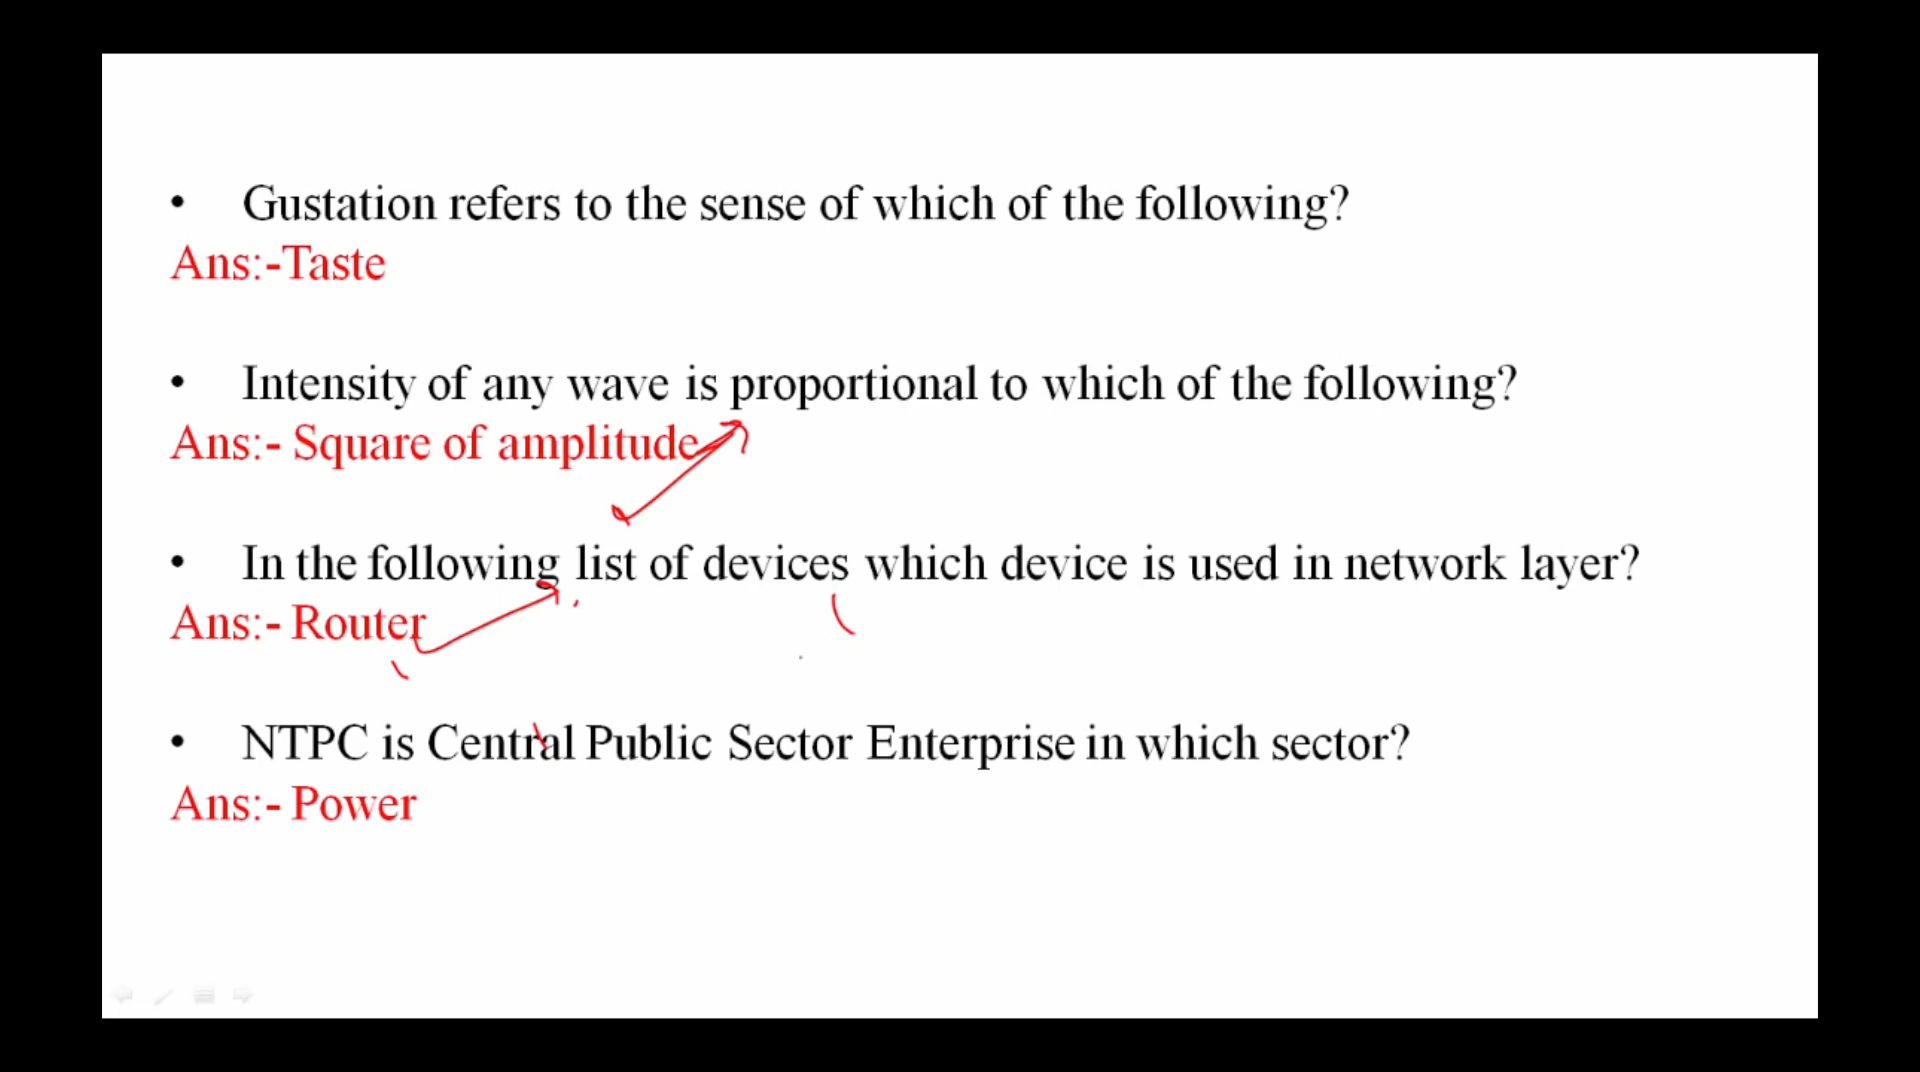 • Gustation refers to the sense of which of the following?
Ans:-Taste
• Intensity of any wave is proportional to which of the following?
Ans:- Square of amplitude
• In the following list of devices which device is used in network layer?
Ans:- Router
• NTPC is Central Public Sector Enterprise in which sector?
Ans:- Power